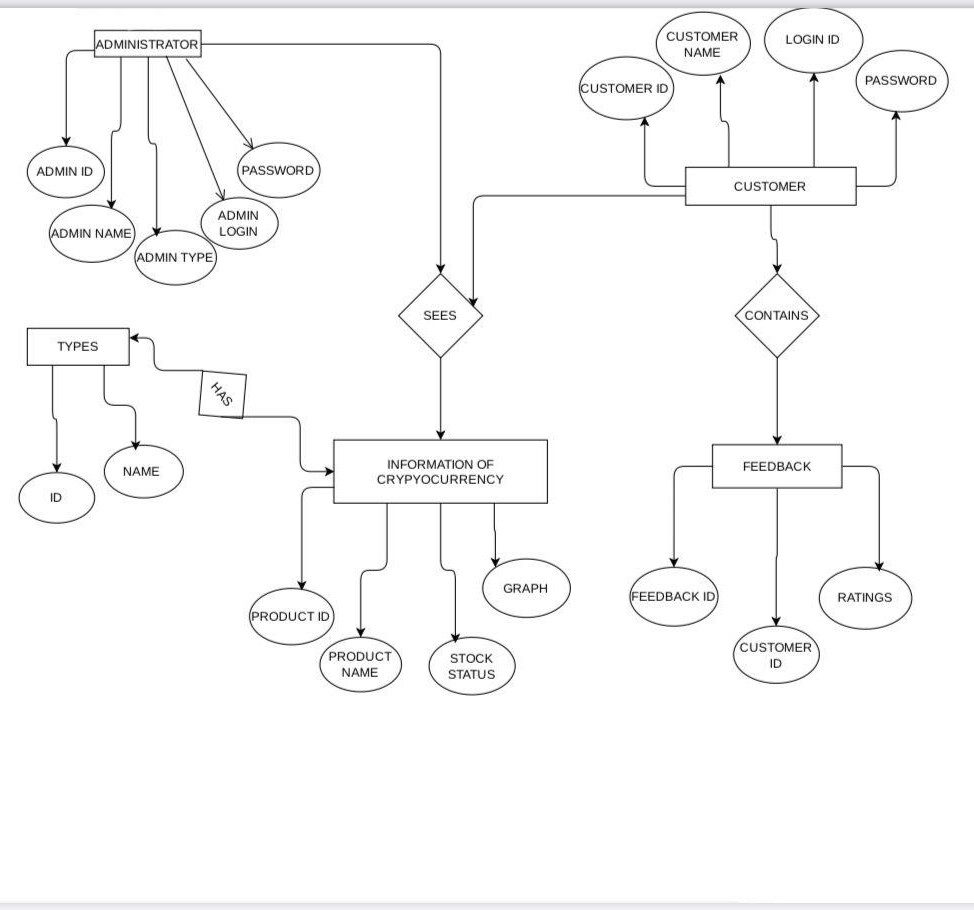 ADMINISTRATOR
ADMIN ID
ADMIN NAME
ADMIN TYPE
ADMIN
LOGIN
PASSWORD
CUSTOMER ID
CUSTOMER
NAME
LOGIN ID
PASSWORD
CUSTOMER
SEES
CONTAINS
TYPES
HAS
ID
NAME
INFORMATION OF
CRYPYOCURRENCY
PRODUCT ID
PRODUCT
NAME
STOCK
STATUS
GRAPH
FEEDBACK
FEEDBACK ID
CUSTOMER
ID
RATINGS